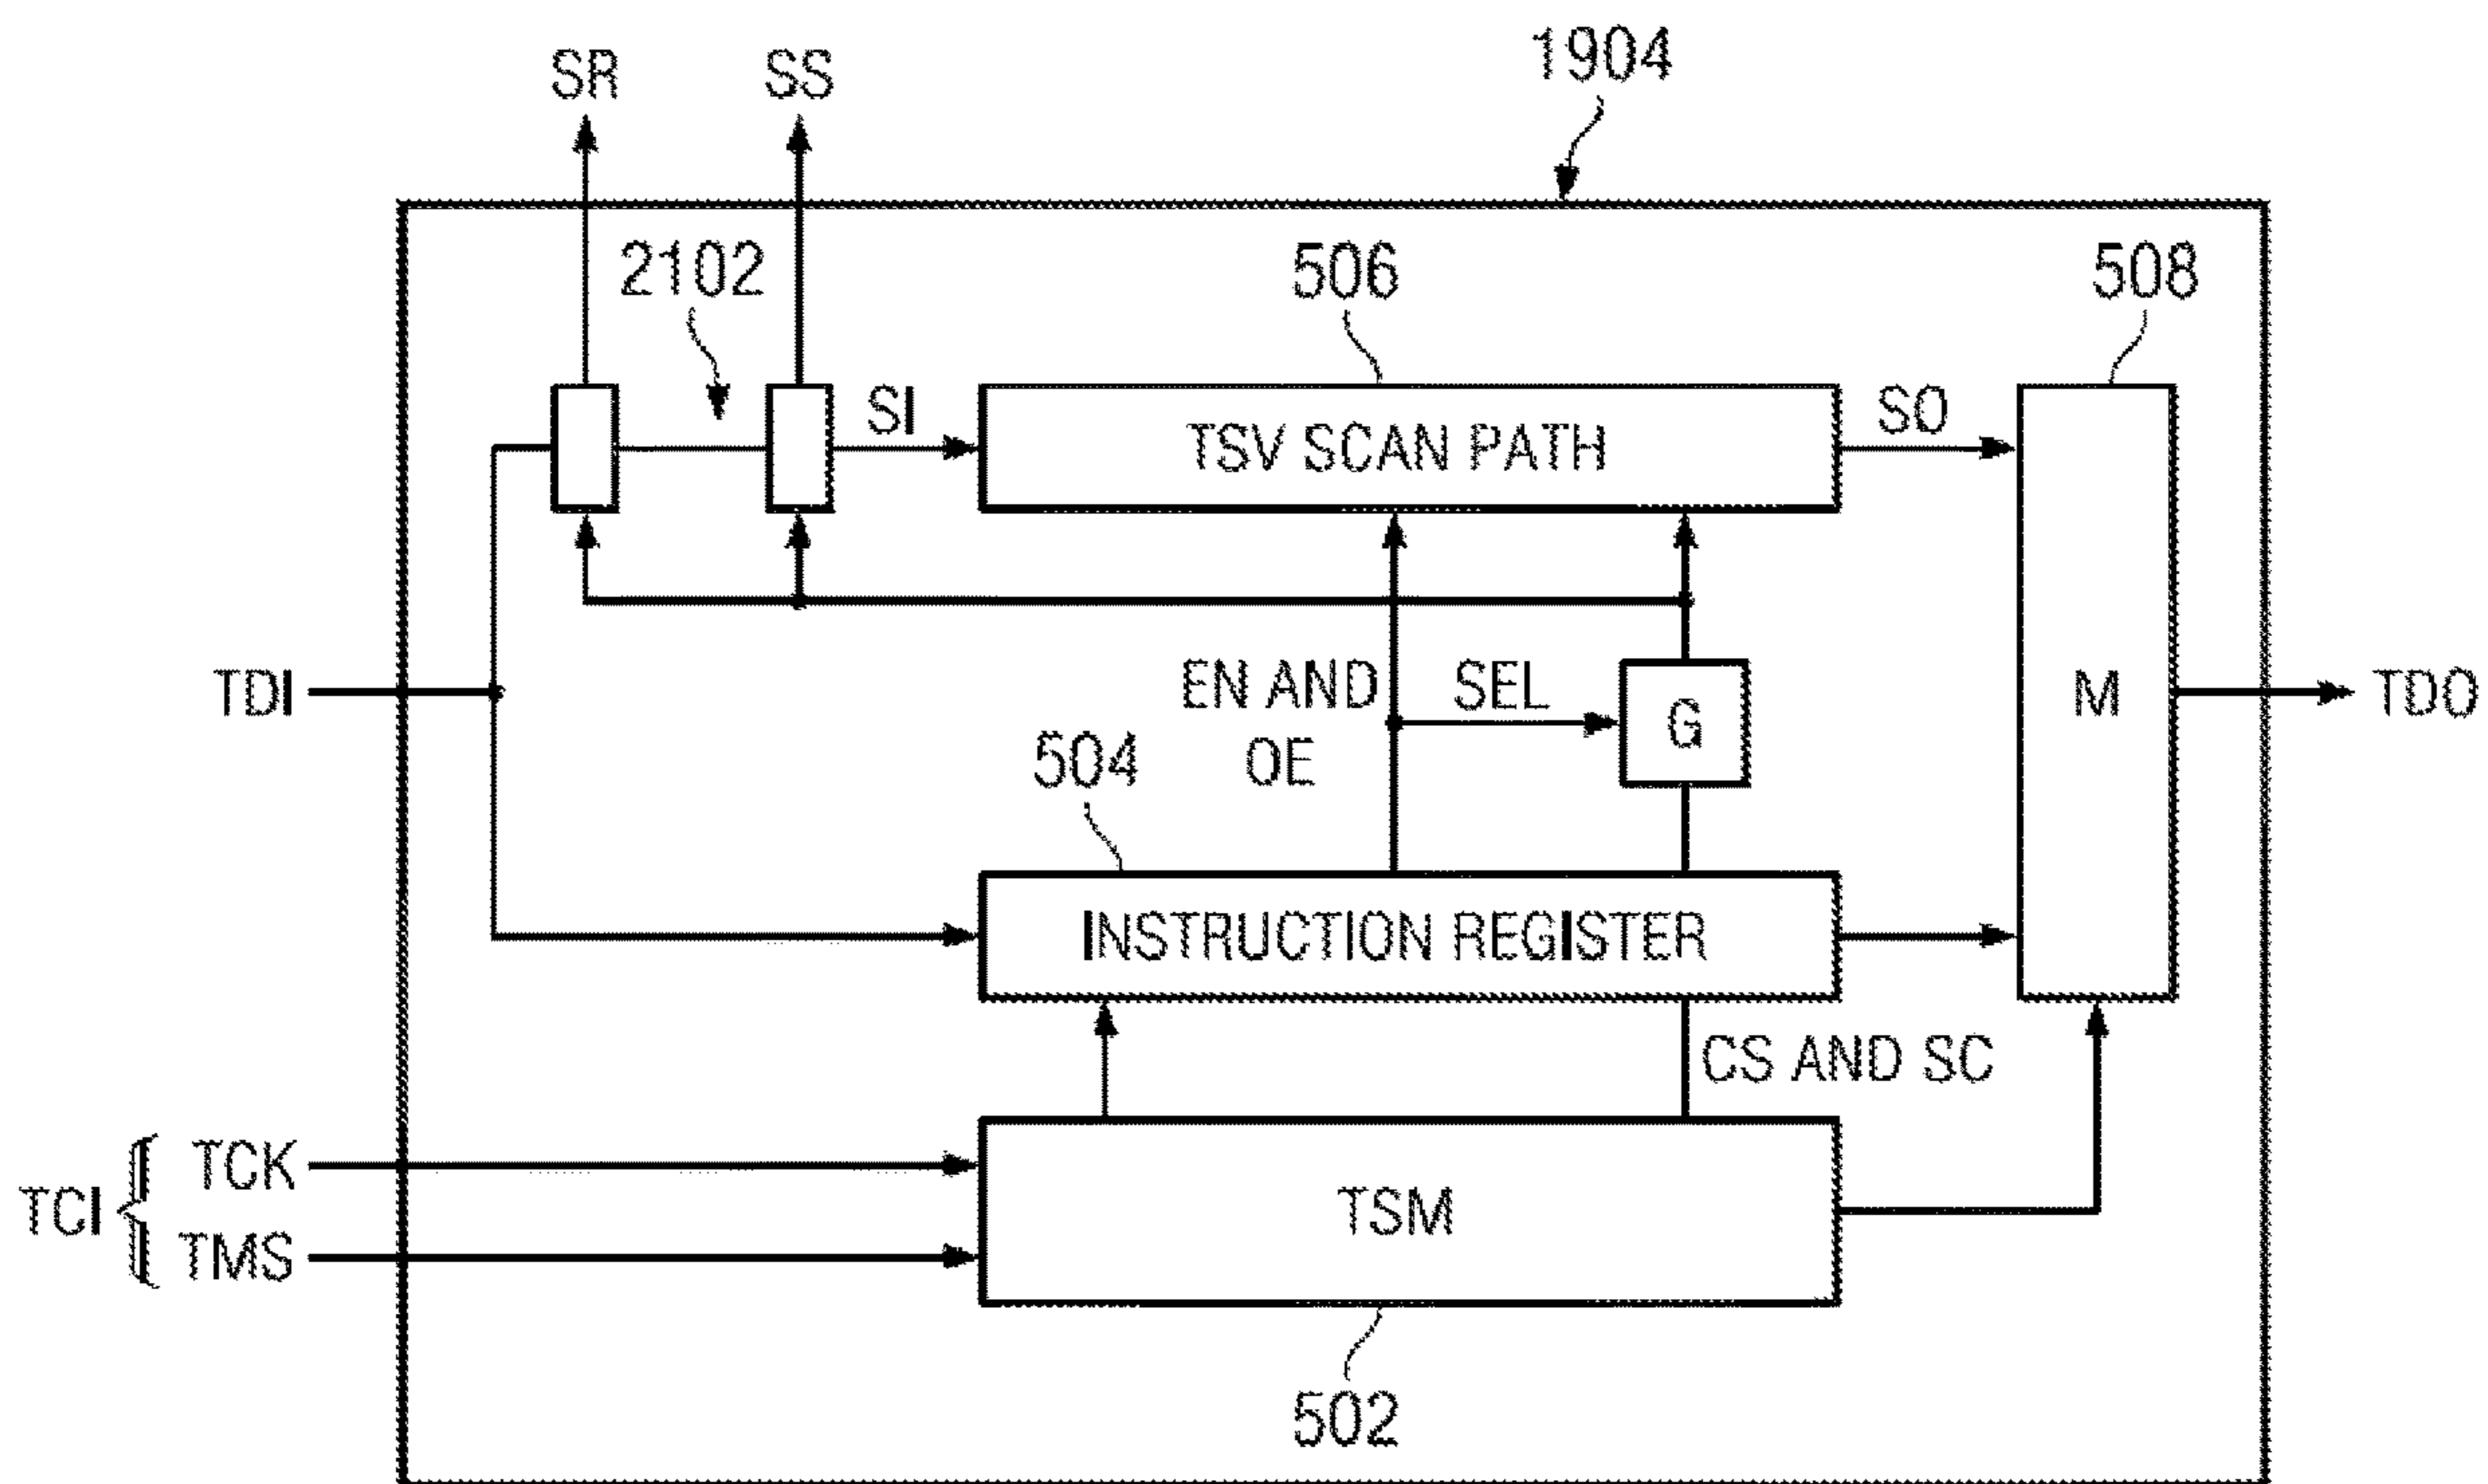 1904
SR
SS
2102
506
508
SI
TSV SCAN PATH
SO
TDI
EN AND
OE
SEL
G
M
TDO
504
INSTRUCTION REGISTER
CS AND SC
TCI
TCK
TMS
TSM
502